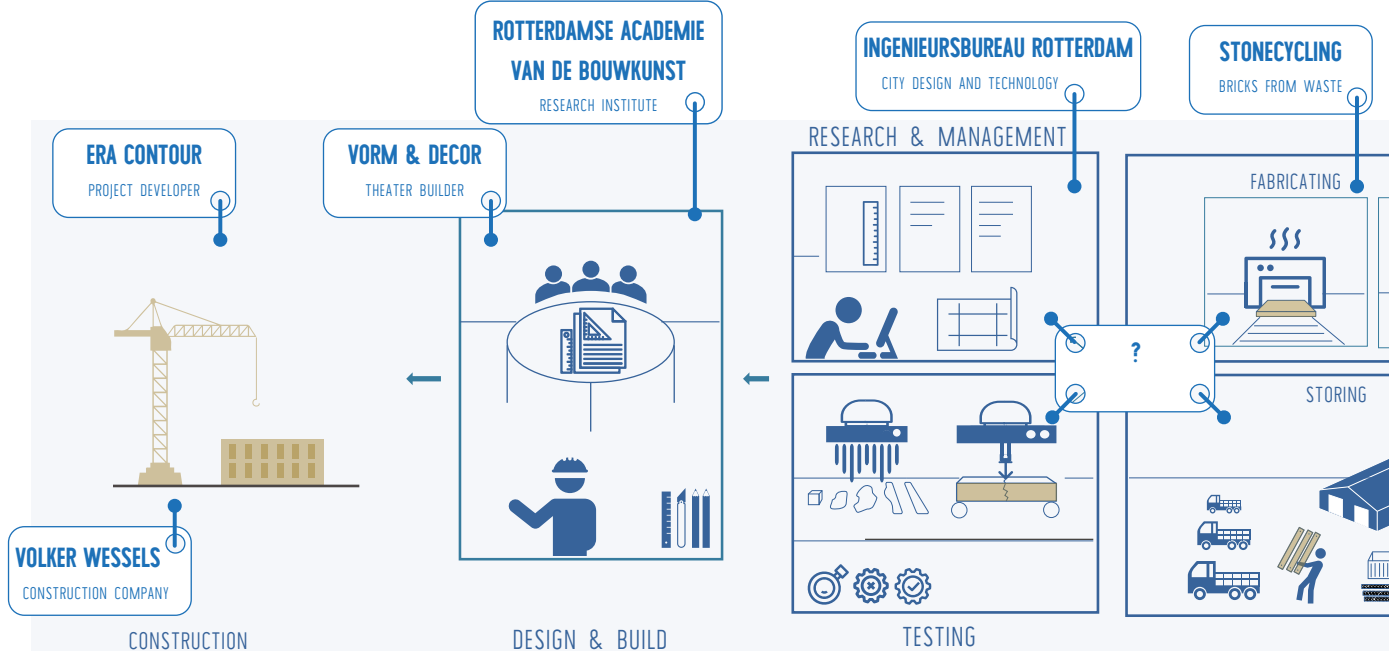 ROTTERDAMSE ACADEMIE
VAN DE BOUWKUNST
RESEARCH INSTITUTE
INGENIEURSBUREAU ROTTERDAM
CITY DESIGN AND TECHNOLOGY
STONECYCLING
BRICKS FROM WASTE
ERA CONTOUR
PROJECT DEVELOPER
VORM & DECOR
THEATER BUILDER
RESEARCH & MANAGEMENT
FABRICATING
?
STORING
VOLKER WESSELS
CONSTRUCTION COMPANY
CONSTRUCTION
DESIGN & BUILD
TESTING